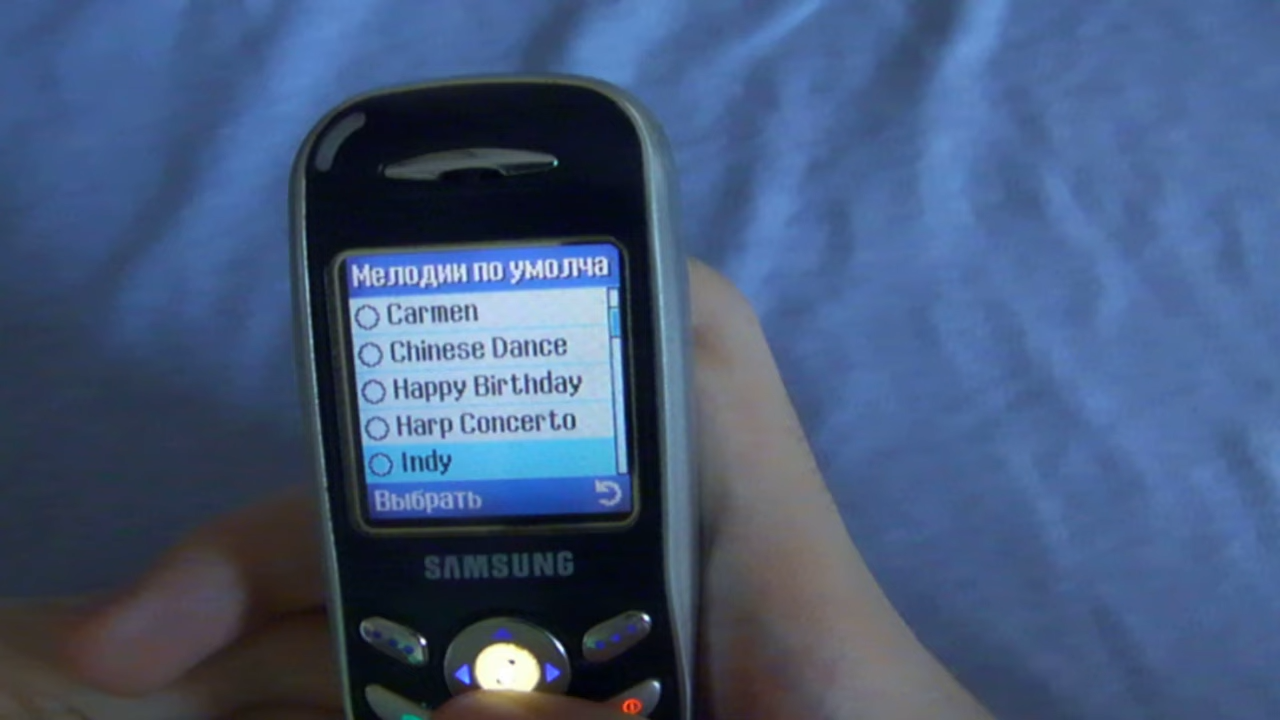 Мелодии по умолча
Carmen
Chinese Dance
Happy Birthday
Harp Concerto
Indy
Выбрать
SAMSUNG